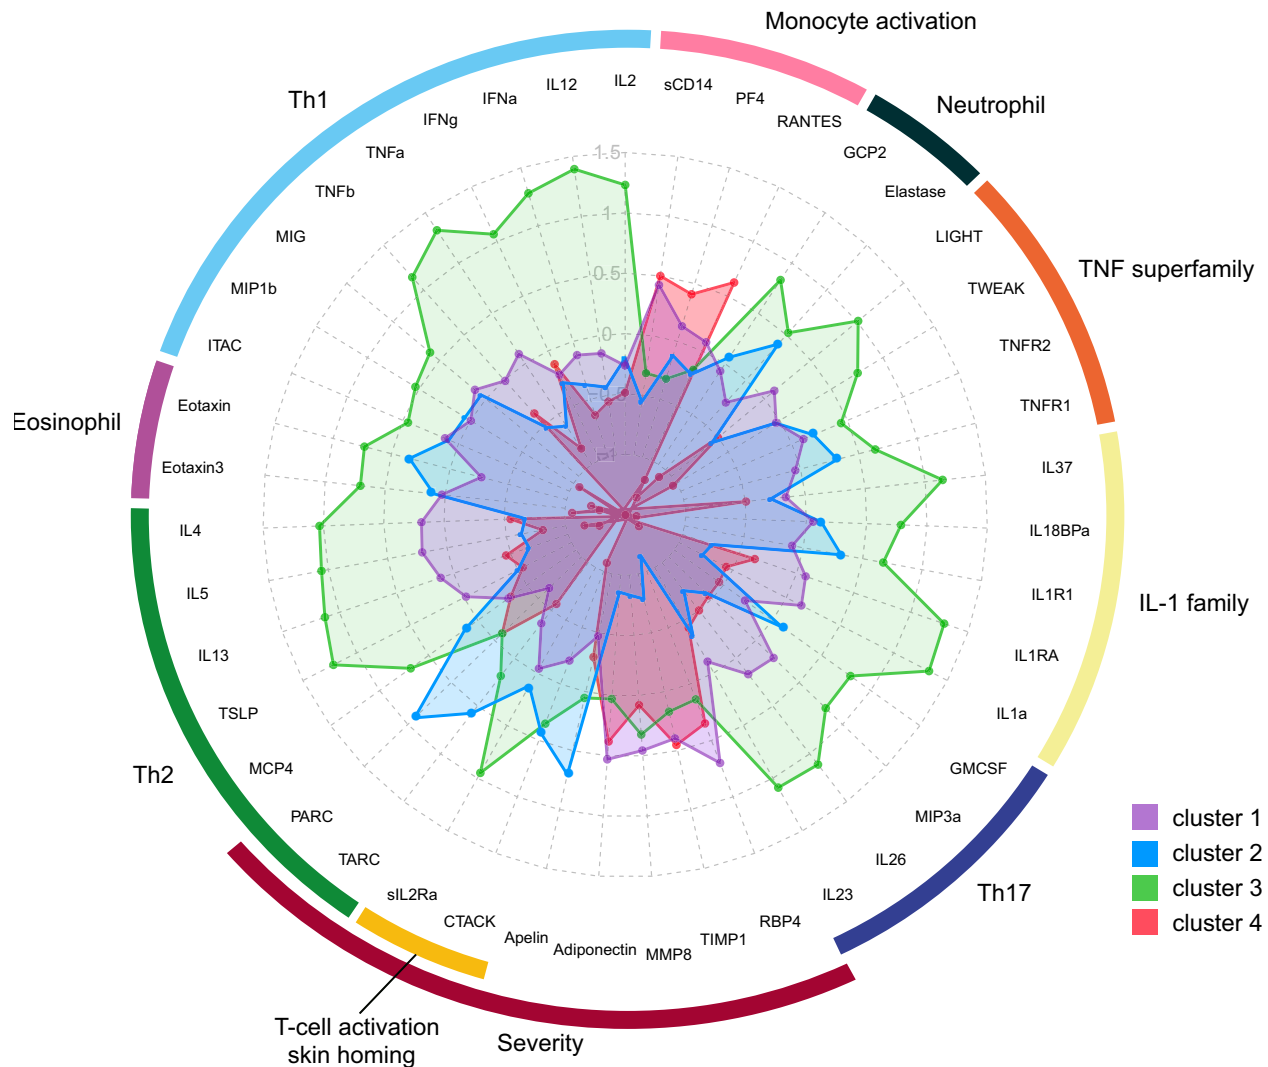 Monocyte activation
Th1
IL12
IL2
sCD14
PF4
IFNa
IFNg
RANTES
Neutrophil
TNFa
GCP2
1.5
TNFb
Elastase
1
MIG
LIGHT
TNF superfamily
0.5
MIP1b
TWEAK
0
ITAC
TNFR2
-0.5
Eosinophil
Eotaxin
TNFR1
-1
Eotaxin3
IL37
IL4
IL18BPa
IL5
IL1R1
IL-1 family
IL13
IL1RA
TSLP
IL1a
Th2
MCP4
GMCSF
PARC
MIP3a
cluster 1
TARC
IL26
cluster 2
sIL2Ra
IL23
Th17
cluster 3
CTACK
RBP4
cluster 4
Apelin
Adiponectin
MMP8
TIMP1
T-cell activation
skin homing
Severity